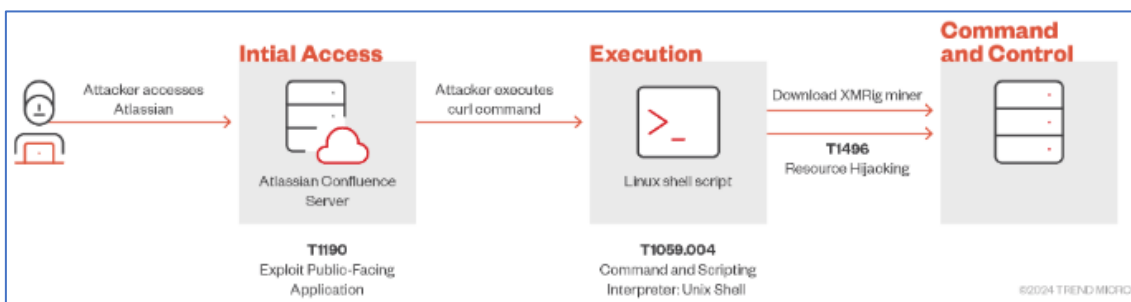 Intial Access
Execution
Command
and Control
Attacker accesses
Atlassian
Attacker executes
curl command
Download XMRig miner
T1496
Resource Hijacking
Atlassian Confluence
Server
Linux shell script
T1190
Exploit Public-Facing
Application
T1059.004
Command and Scripting
Interpreter: Unix Shell
©2024 TREND MICRO